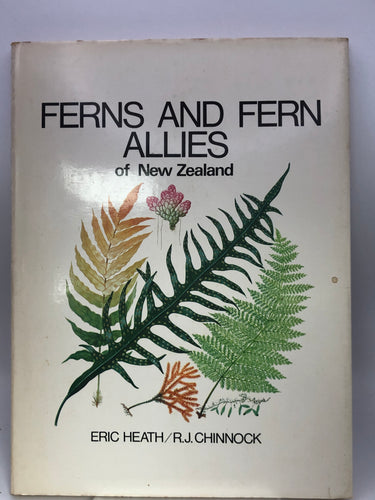 FERNS AND FERN
ALLIES
of New Zealand
ERIC HEATH/R.J.CHINNOCK